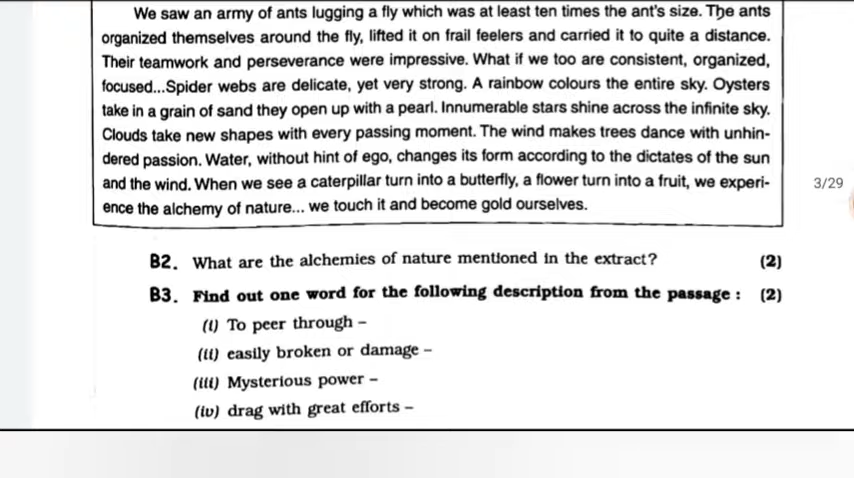 We saw an army of ants lugging a fly which was at least ten times the ant's size. The ants
organized themselves around the fly, lifted it on frail feelers and carried it to quite a distance.
Their teamwork and perseverance were impressive. What if we too are consistent, organized,
focused...Spider webs are delicate, yet very strong. A rainbow colours the entire sky. Oysters
take in a grain of sand they open up with a pearl. Innumerable stars shine across the infinite sky.
Clouds take new shapes with every passing moment. The wind makes trees dance with unhin-
dered passion. Water, without hint of ego, changes its form according to the dictates of the sun
and the wind. When we see a caterpillar turn into a butterfly, a flower turn into a fruit, we experi-
3/29
ence the alchemy of nature... we touch it and become gold ourselves.
B2. What are the alchemies of nature mentioned in the extract? (2)
B3. Find out one word for the following description from the passage : (2)
(i) To peer through –
(ii) easily broken or damage –
(iii) Mysterious power –
(iv) drag with great efforts –